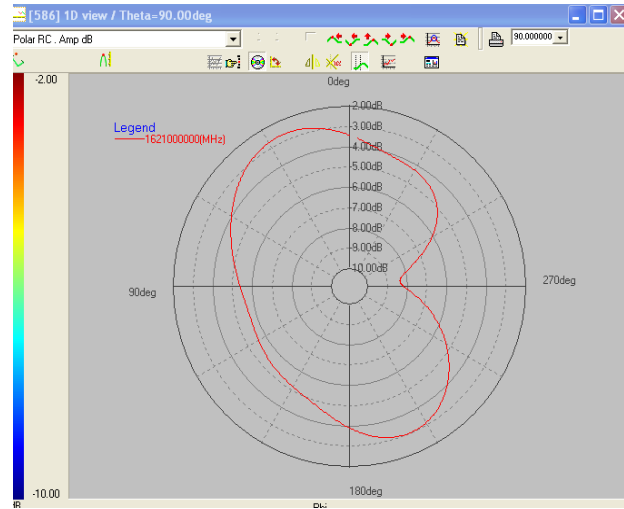 [586] 1D view / Theta=90.00deg
Polar RC . Amp dB
90.000000
-2.00
0deg
Legend
1621000000(MHz)
2.00dB
3.00dB
4.00dB
5.00dB
6.00dB
7.00dB
8.00dB
9.00dB
10.00dB
90deg
270deg
180deg
-10.00
dB
Phi